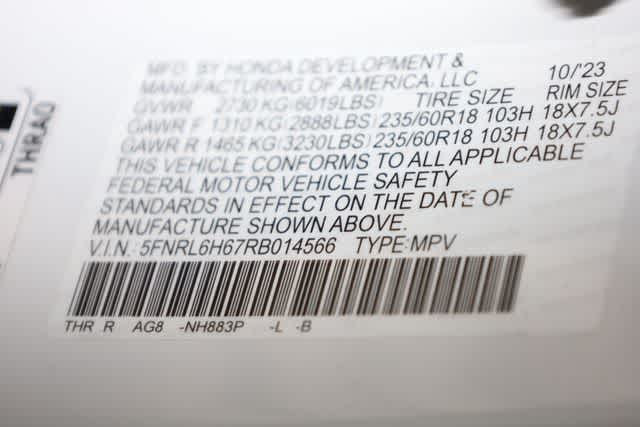 MFD. BY HONDA DEVELOPMENT &
MANUFACTURING OF AMERICA, LLC 10/'23
GVWR 2730 KG(6019LBS) TIRE SIZE RIM SIZE
GAWR F 1310 KG(2888LBS) 235/60R18 103H 18X7.5J
GAWR R 1465 KG(3230LBS) 235/60R18 103H 18X7.5J
THIS VEHICLE CONFORMS TO ALL APPLICABLE
FEDERAL MOTOR VEHICLE SAFETY
STANDARDS IN EFFECT ON THE DATE OF
MANUFACTURE SHOWN ABOVE.
V.I.N.: 5FNRL6H67RB014566 TYPE:MPV
THR R AG8 -NH883P -L -B
THRA0